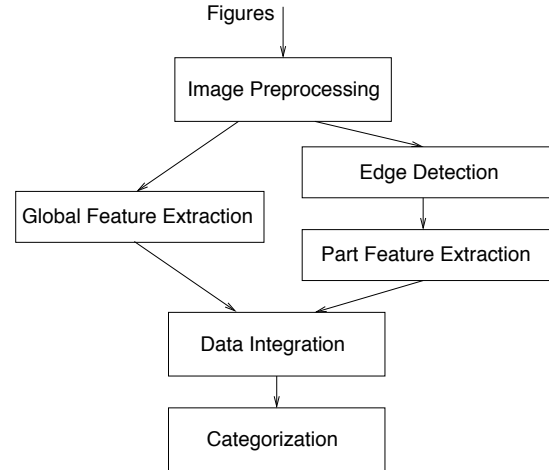 Figures
Image Preprocessing
Edge Detection
Global Feature Extraction
Part Feature Extraction
Data Integration
Categorization